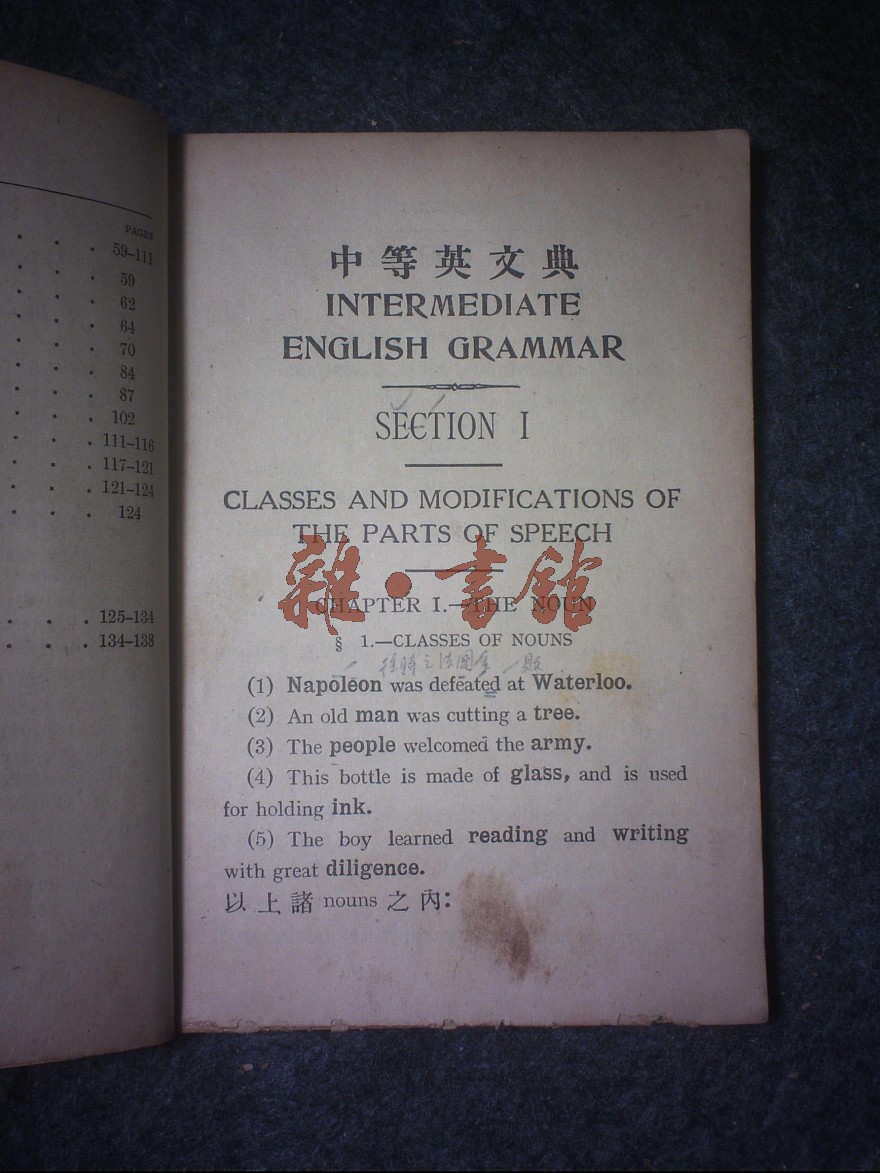 PAGES
59–111
59
62
64
70
84
87
102
111–116
117–121
121–124
124
125–134
134–138
中等英文典
INTERMEDIATE
ENGLISH GRAMMAR
SECTION I
CLASSES AND MODIFICATIONS OF
THE PARTS OF SPEECH
雜·書館
CHAPTER I.—THE NOUN
§ 1.—CLASSES OF NOUNS
(1) Napoleon was defeated at Waterloo.
(2) An old man was cutting a tree.
(3) The people welcomed the army.
(4) This bottle is made of glass, and is used
for holding ink.
(5) The boy learned reading and writing
with great diligence.
以上諸 nouns 之內: